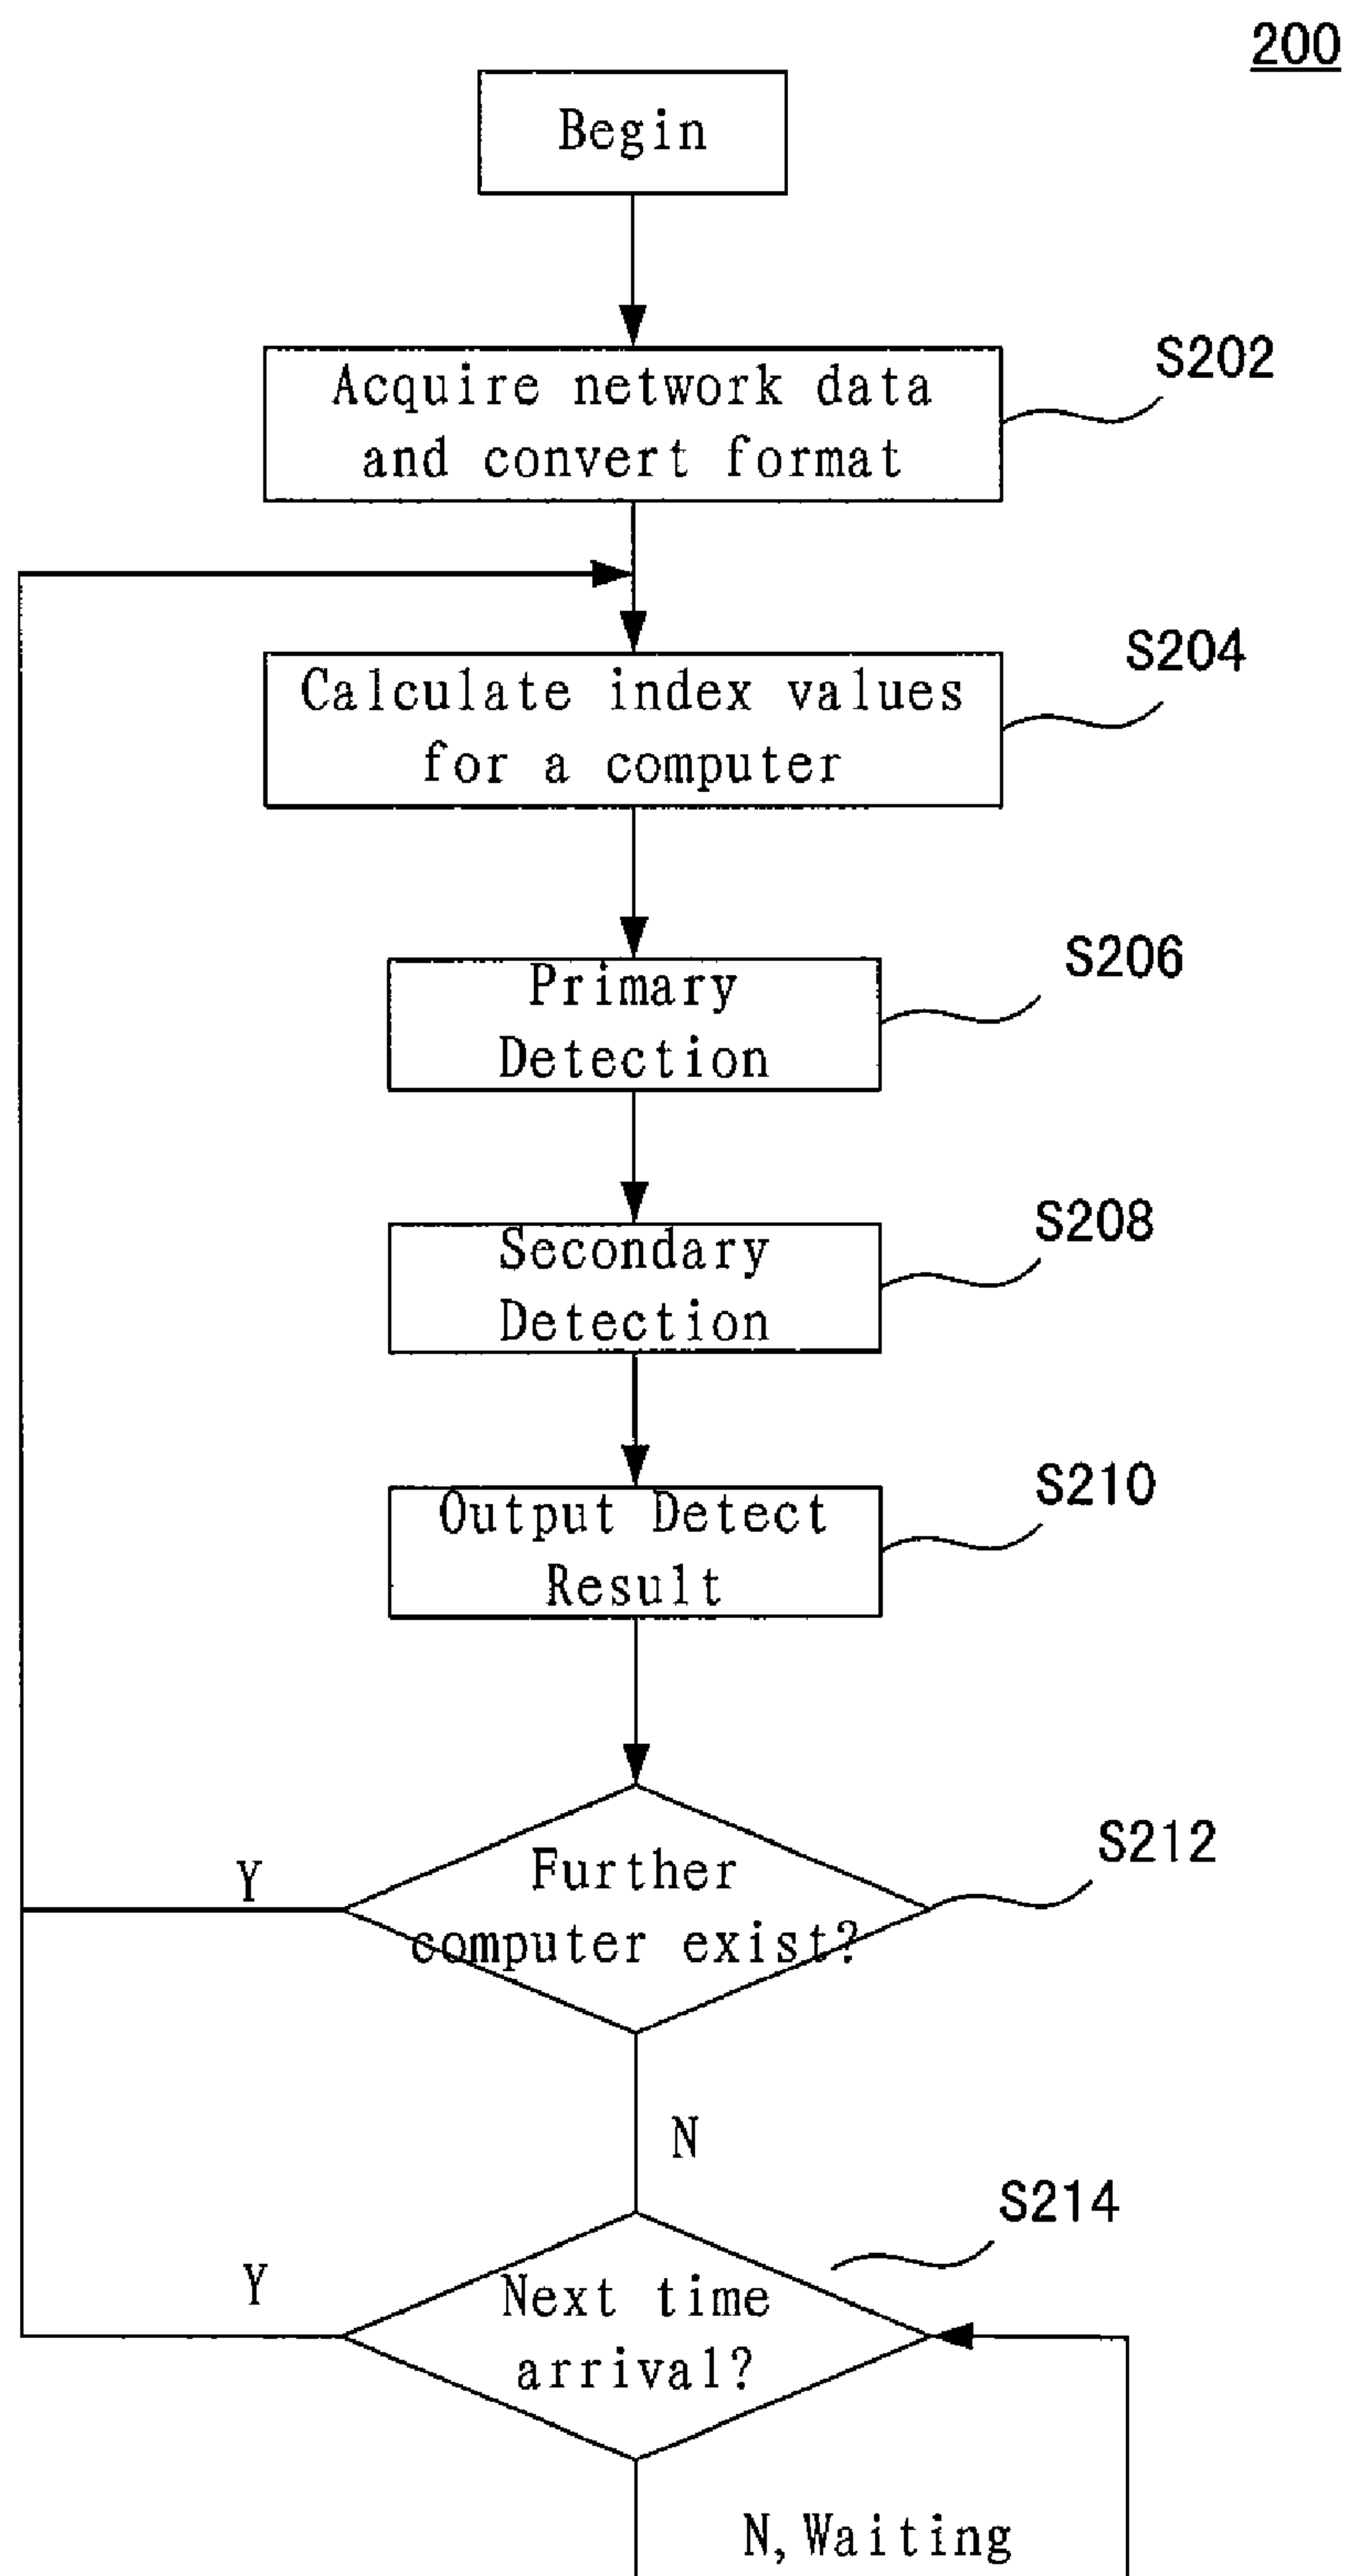 200
Begin
Acquire network data
and convert format
S202
Calculate index values
for a computer
S204
Primary
Detection
S206
Secondary
Detection
S208
Output Detect
Result
S210
Further
computer exist?
S212
Y
N
Next time
arrival?
S214
Y
N, Waiting